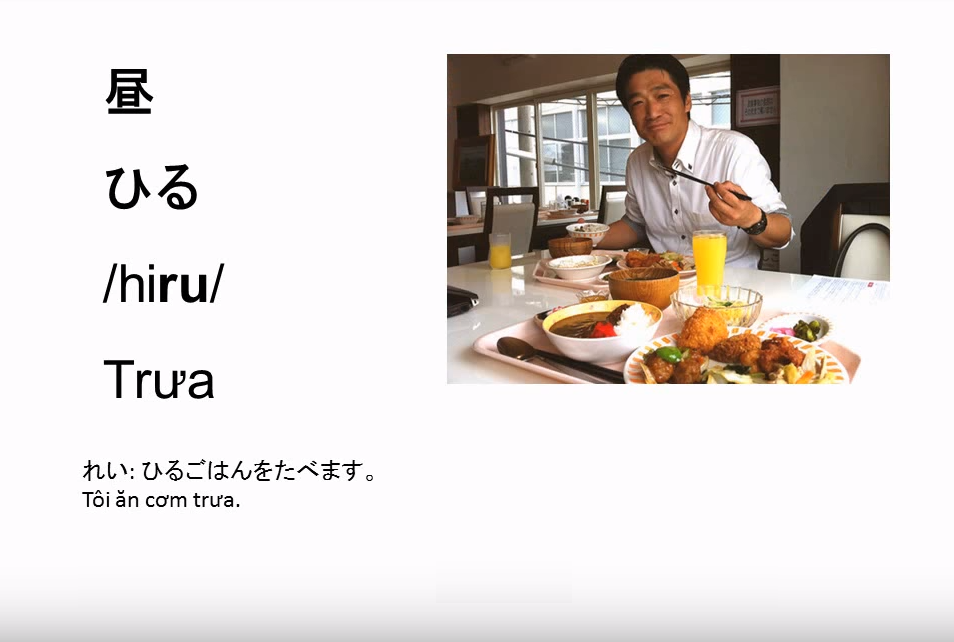 昼
ひる
/hiru/
Trưa
れい: ひるごはんをたべます。
Tôi ăn cơm trưa.